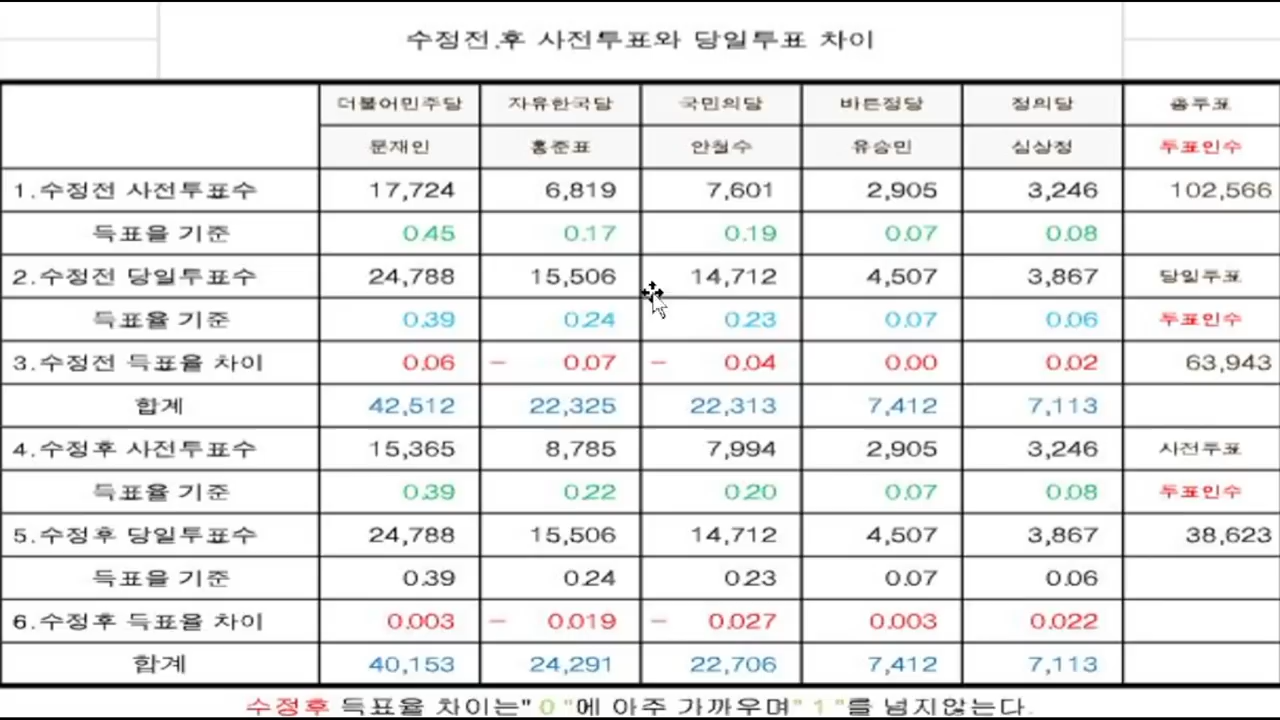 수정전.후 사전투표와 당일투표 차이
더불어민주당 자유한국당 국민의당 바른정당 정의당 총투표
문재인 홍준표 안철수 유승민 심상정 투표인수
1.수정전 사전투표수 17,724 6,819 7,601 2,905 3,246 102,566
득표율 기준 0.45 0.17 0.19 0.07 0.08
2.수정전 당일투표수 24,788 15,506 14,712 4,507 3,867 당일투표
득표율 기준 0.39 0.24 0.23 0.07 0.06 투표인수
3.수정전 득표율 차이 0.06 - 0.07 - 0.04 0.00 0.02 63,943
합계 42,512 22,325 22,313 7,412 7,113
4.수정후 사전투표수 15,365 8,785 7,994 2,905 3,246 사전투표
득표율 기준 0.39 0.22 0.20 0.07 0.08 투표인수
5.수정후 당일투표수 24,788 15,506 14,712 4,507 3,867 38,623
득표율 기준 0.39 0.24 0.23 0.07 0.06
6.수정후 득표율 차이 0.003 - 0.019 - 0.027 0.003 0.022
합계 40,153 24,291 22,706 7,412 7,113
수정후 득표율 차이는"0"에 아주 가까우며"1"를 넘지않는다.